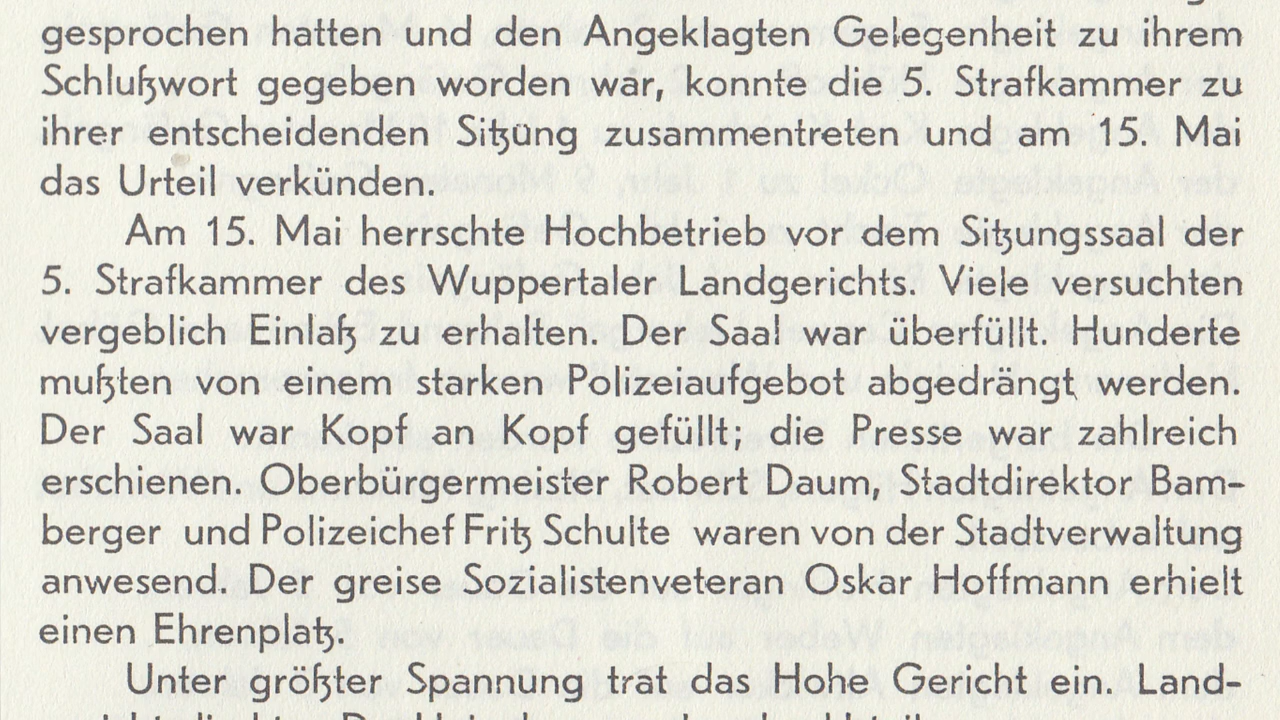 gesprochen hatten und den Angeklagten Gelegenheit zu ihrem
Schlußwort gegeben worden war, konnte die 5. Strafkammer zu
ihrer entscheidenden Sitzung zusammentreten und am 15. Mai
das Urteil verkünden.
Am 15. Mai herrschte Hochbetrieb vor dem Sitzungssaal der
5. Strafkammer des Wuppertaler Landgerichts. Viele versuchten
vergeblich Einlaß zu erhalten. Der Saal war überfüllt. Hunderte
mußten von einem starken Polizeiaufgebot abgedrängt werden.
Der Saal war Kopf an Kopf gefüllt; die Presse war zahlreich
erschienen. Oberbürgermeister Robert Daum, Stadtdirektor Bam-
berger und Polizeichef Fritz Schulte waren von der Stadtverwaltung
anwesend. Der greise Sozialistenveteran Oskar Hoffmann erhielt
einen Ehrenplatz.
Unter größter Spannung trat das Hohe Gericht ein. Land-